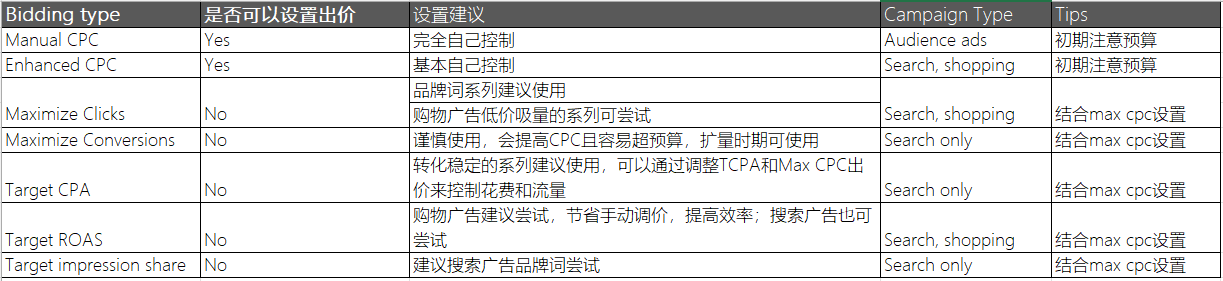 Bidding type 是否可以设置出价 设置建议 Campaign Type Tips
Manual CPC Yes 完全自己控制 Audience ads 初期注意预算
Enhanced CPC Yes 基本自己控制 Search, shopping 初期注意预算
品牌词系列建议使用
Maximize Clicks No 购物广告低价吸量的系列可尝试 Search, shopping 结合max cpc设置
Maximize Conversions No 谨慎使用，会提高CPC且容易超预算，扩量时期可使用 Search only 结合max cpc设置
转化稳定的系列建议使用，可以通过调整TCPA和Max CPC出
Target CPA No 价来控制花费和流量 Search only 结合max cpc设置
购物广告建议尝试，节省手动调价，提高效率；搜索广告也可
Target ROAS No 尝试 Search, shopping 结合max cpc设置
Target impression share No 建议搜索广告品牌词尝试 Search only 结合max cpc设置